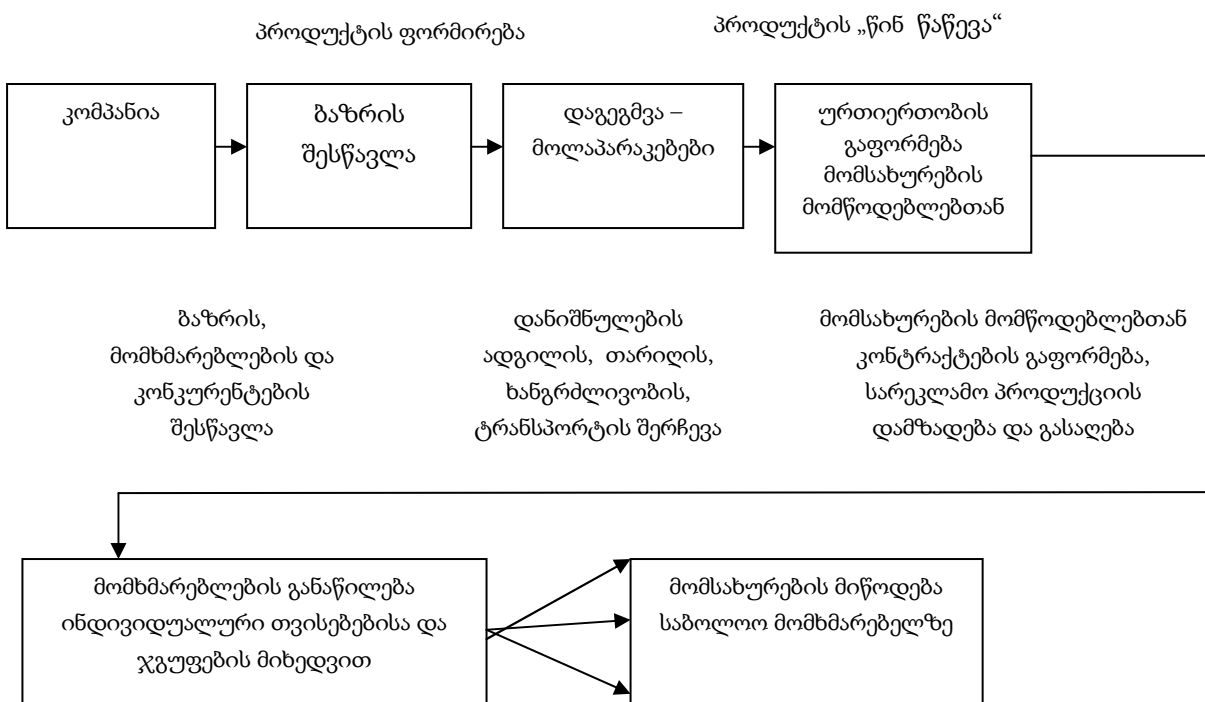 პროდუქტის ფორმირება
პროდუქტის „წინ წაწევა“
კომპანია
ბაზრის
შესწავლა
დაგეგმვა –
მოლაპარაკებები
ურთიერთობის
გაფორმება
მომსახურების
მომწოდებლებთან
ბაზრის,
მომხმარებლების და
კონკურენტების
შესწავლა
დანიშნულების
ადგილის, თარიღის,
ხანგრძლივობის,
ტრანსპორტის შერჩევა
მომსახურების მომწოდებლებთან
კონტრაქტების გაფორმება,
სარეკლამო პროდუქციის
დამზადება და გასაღება
მომხმარებლების განაწილება
ინდივიდუალური თვისებებისა და
ჯგუფების მიხედვით
მომსახურების მიწოდება
საბოლოო მომხმარებელზე